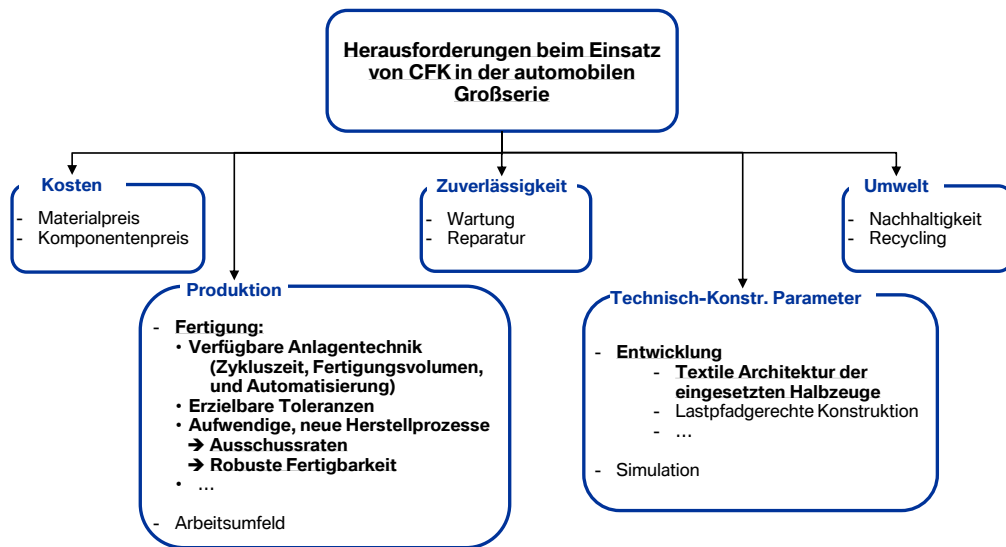 Herausforderungen beim Einsatz
von CFK in der automobilen
Großserie
Kosten
- Materialpreis
- Komponentenpreis
Zuverlässigkeit
- Wartung
- Reparatur
Umwelt
- Nachhaltigkeit
- Recycling
Produktion
- Fertigung:
• Verfügbare Anlagentechnik
(Zykluszeit, Fertigungsvolumen,
und Automatisierung)
• Erzielbare Toleranzen
• Aufwendige, neue Herstellprozesse
➔ Ausschussraten
➔ Robuste Fertigbarkeit
• ...
- Arbeitsumfeld
Technisch-Konstr. Parameter
- Entwicklung
- Textile Architektur der
eingesetzten Halbzeuge
- Lastpfadgerechte Konstruktion
- ...
- Simulation